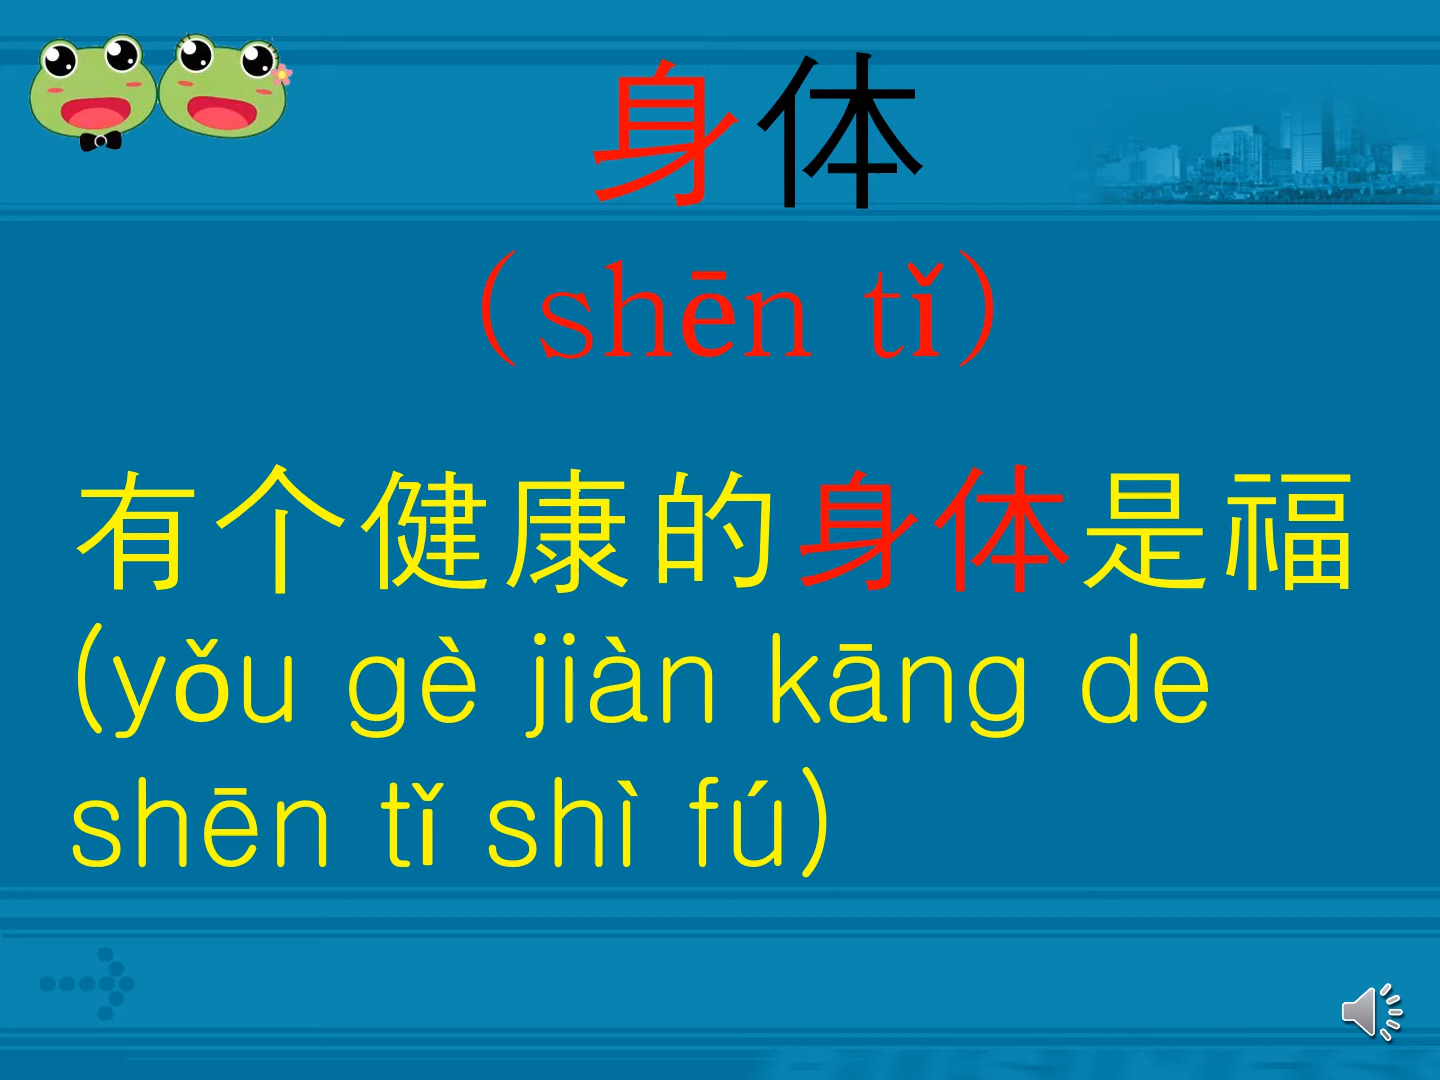 身体
(shēn tǐ)
有个健康的身体是福
(yǒu gè jiàn kāng de
shēn tǐ shì fú)